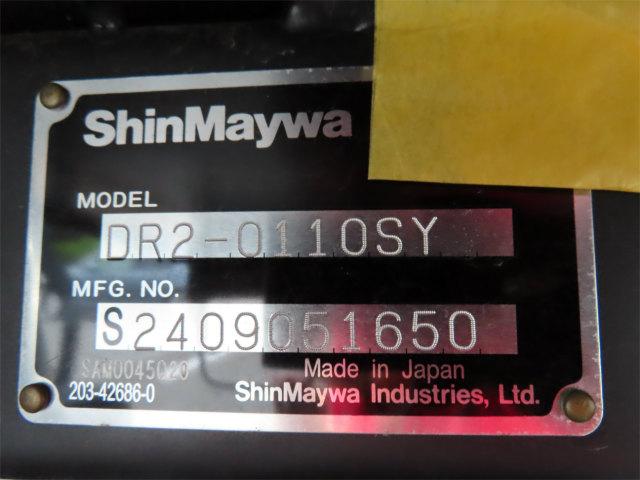 ShinMaywa
MODEL
DR2-0110SY
MFG. NO.
S2409051650
SAM0045020
Made in Japan
203-42686-0
ShinMaywa Industries, Ltd.